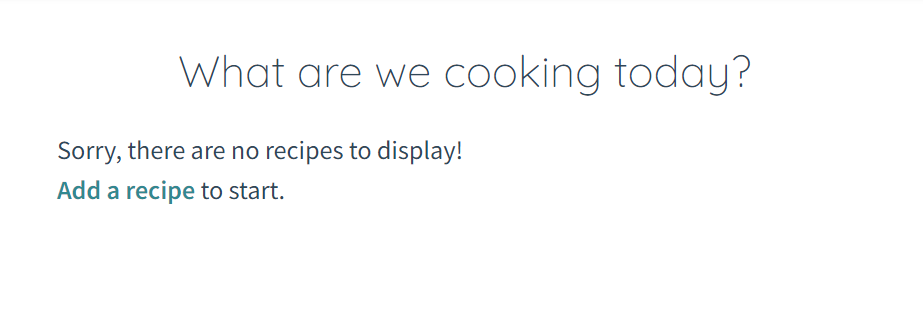 What are we cooking today?
Sorry, there are no recipes to display!
Add a recipe to start.